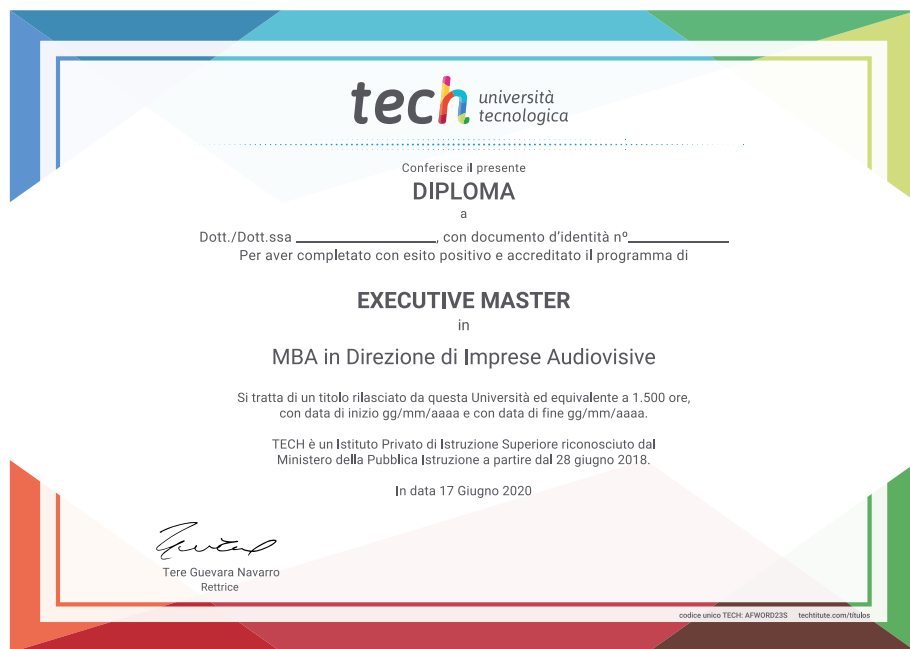 tech università
tecnologica
Conferisce il presente
DIPLOMA
a
Dott./Dott.ssa ________________, con documento d'identità nº____________
Per aver completato con esito positivo e accreditato il programma di
EXECUTIVE MASTER
in
MBA in Direzione di Imprese Audiovisive
Si tratta di un titolo rilasciato da questa Università ed equivalente a 1.500 ore,
con data di inizio gg/mm/aaaa e con data di fine gg/mm/aaaa.
TECH è un Istituto Privato di Istruzione Superiore riconosciuto dal
Ministero della Pubblica Istruzione a partire dal 28 giugno 2018.
In data 17 Giugno 2020
Tere Guevara Navarro
Rettrice
codice unico TECH: AFWORD23S techtitute.com/titulos